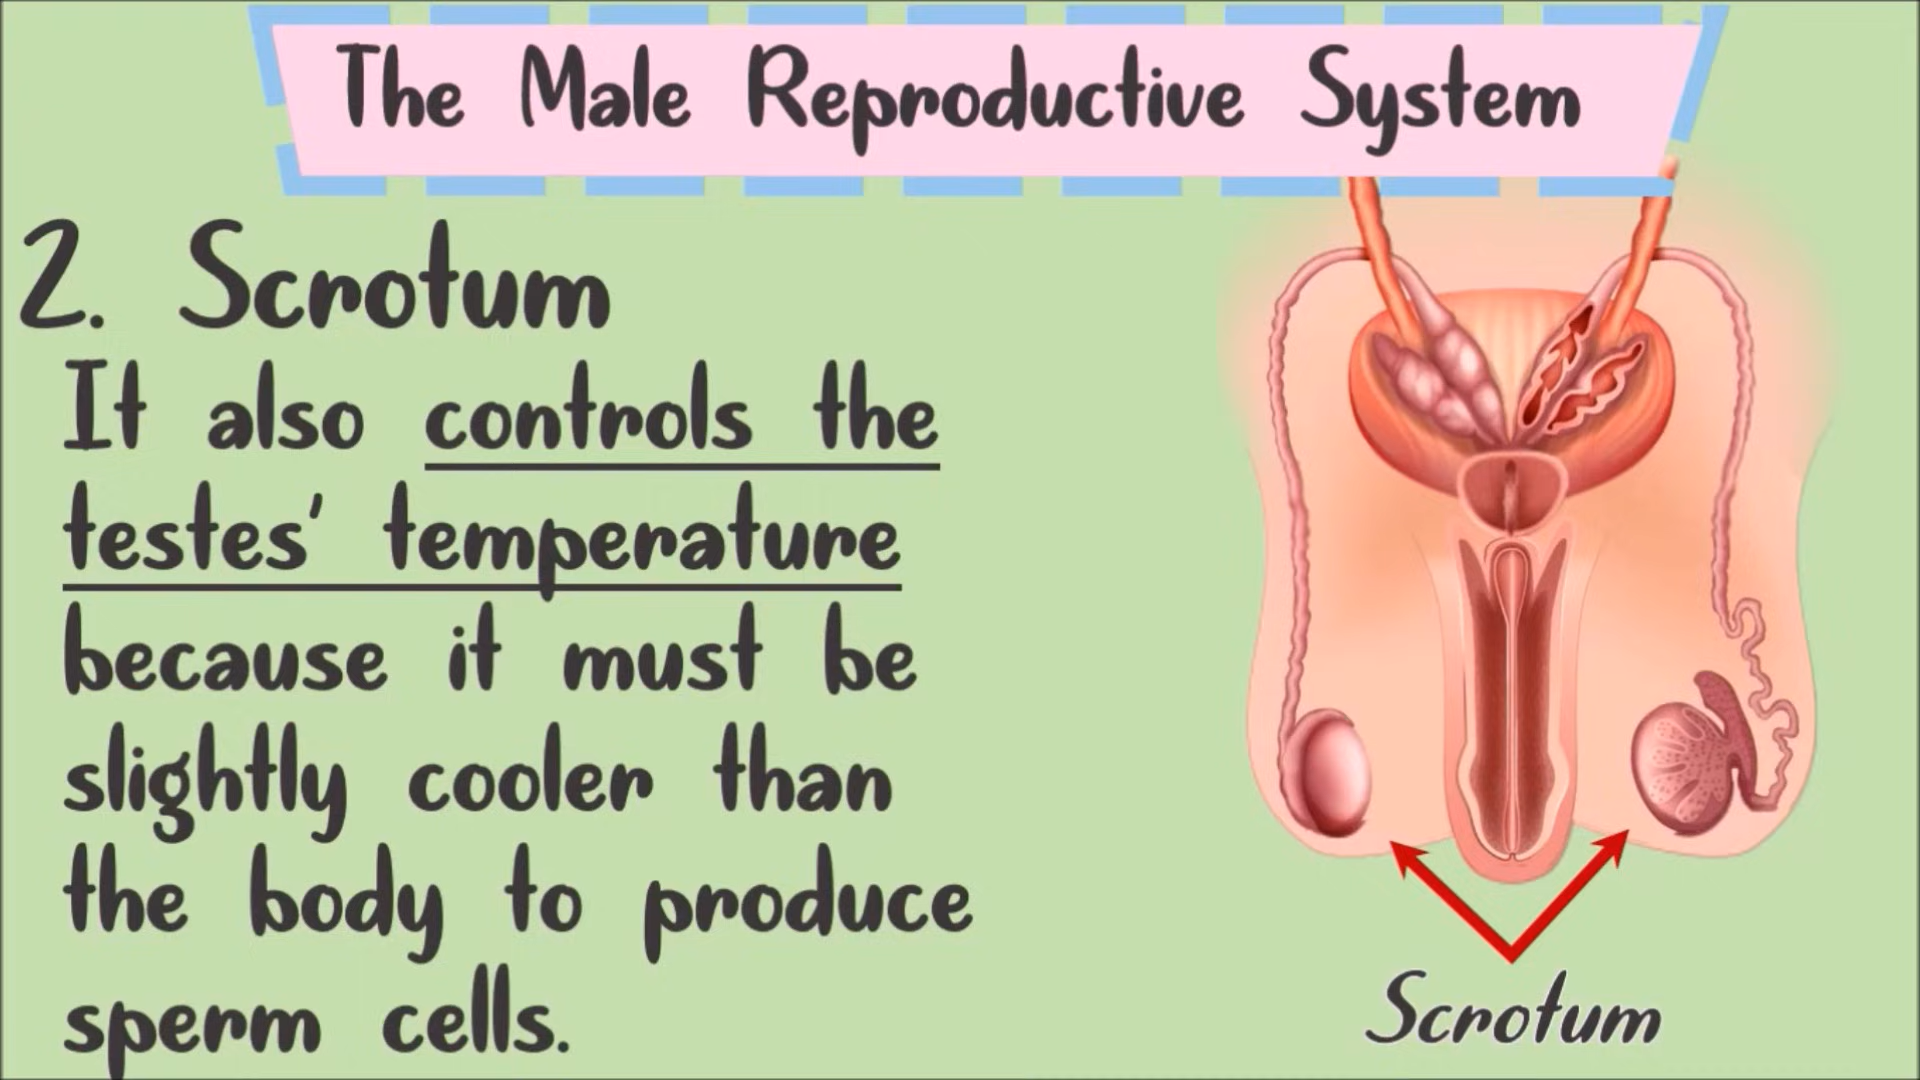 The Male Reproductive System
2. Scrotum
It also controls the
testes' temperature
because it must be
slightly cooler than
the body to produce
sperm cells.
Scrotum